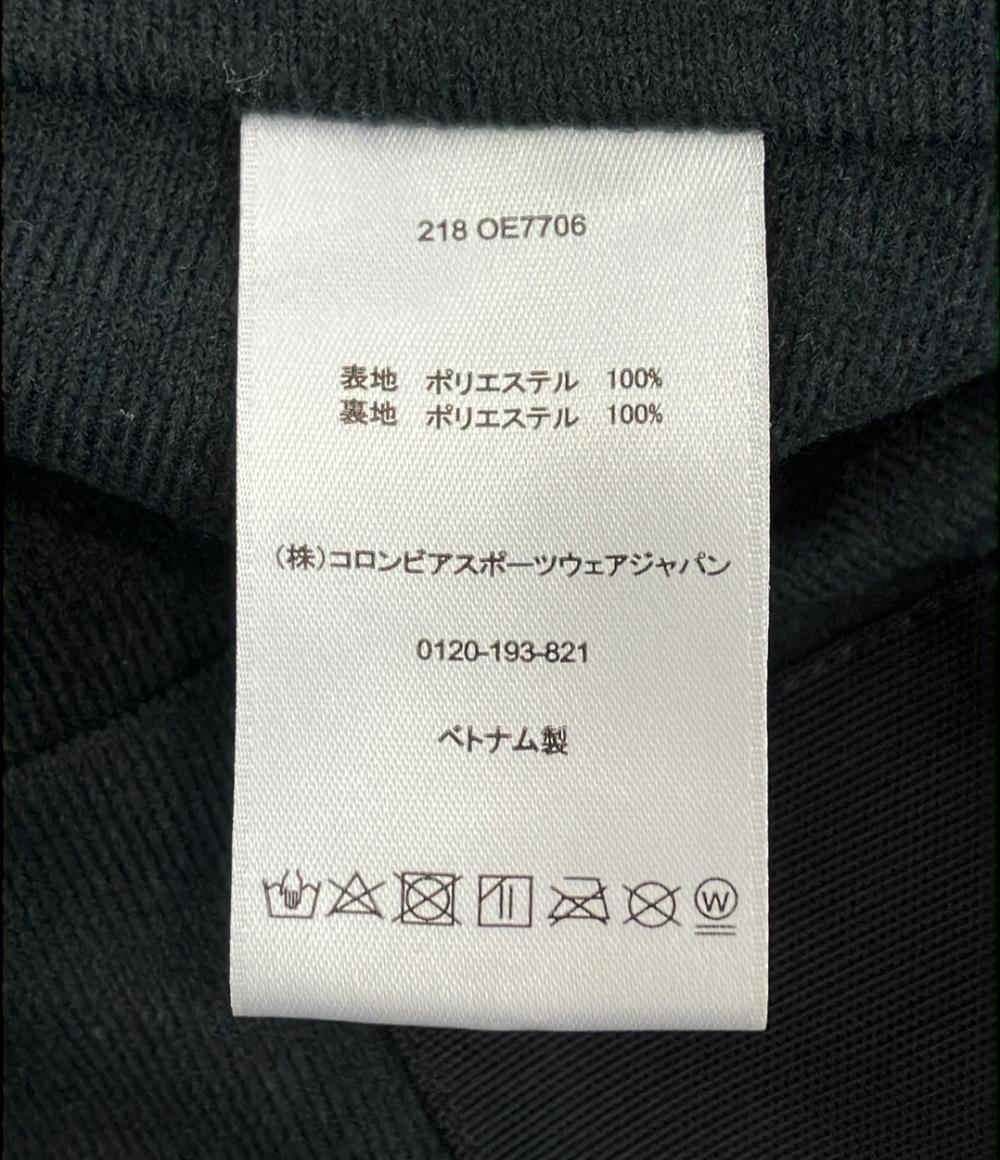 218 OE7706
表地 ポリエステル 100%
裏地 ポリエステル 100%
(株)コロンビアスポーツウェアジャパン
0120-193-821
ベトナム製
W